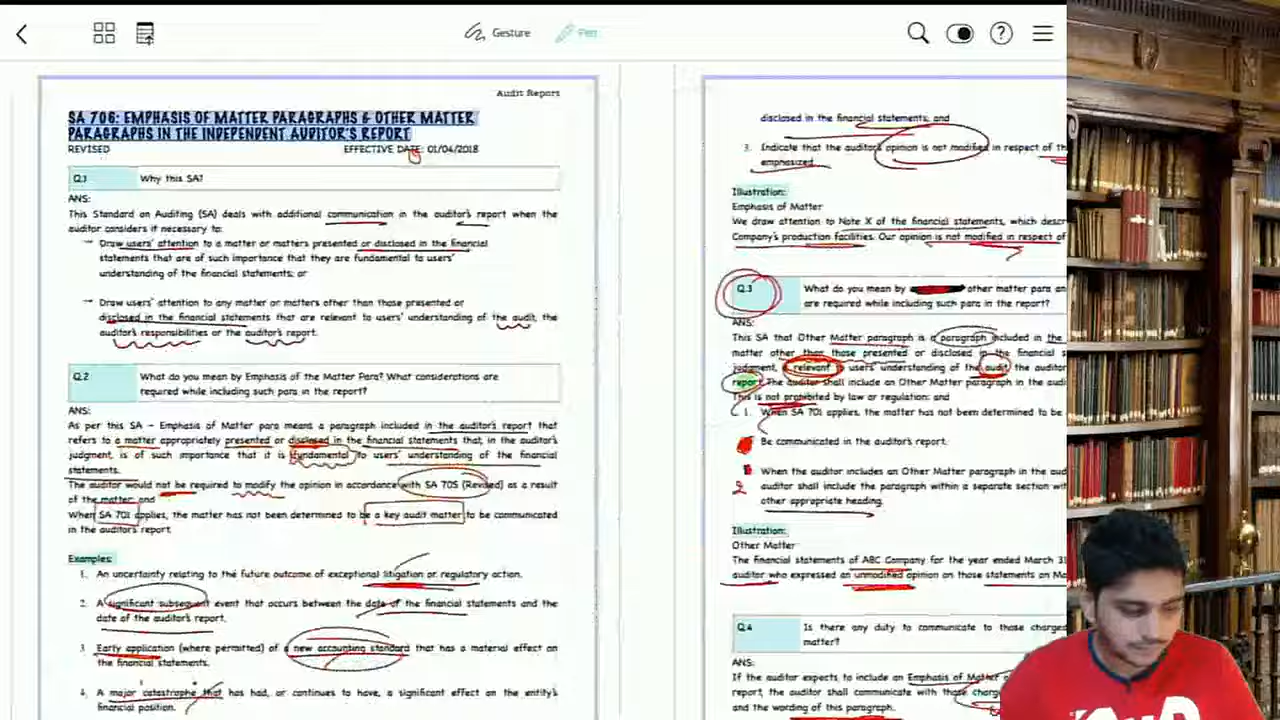 Gesture
Pen
Audit Report
SA 706: EMPHASIS OF MATTER PARAGRAPHS & OTHER MATTER
PARAGRAPHS IN THE INDEPENDENT AUDITOR'S REPORT
REVISED EFFECTIVE DATE: 01/04/2018
Q.1 Why this SA?
ANS:
This Standard on Auditing (SA) deals with additional communication in the auditor's report when the
auditor considers it necessary to:
Draw users' attention to a matter or matters presented or disclosed in the financial
statements that are of such importance that they are fundamental to users'
understanding of the financial statements; or
Draw users' attention to any matter or matters other than those presented or
disclosed in the financial statements that are relevant to users' understanding of the audit, the
auditor's responsibilities or the auditor's report.
Q.2 What do you mean by Emphasis of the Matter Para? What considerations are
required while including such para in the report?
ANS:
As per this SA - Emphasis of Matter para means a paragraph included in the auditor's report that
refers to a matter appropriately presented or disclosed in the financial statements that, in the auditor's
judgment, is of such importance that it is fundamental to users' understanding of the financial
statements.
The auditor would not be required to modify the opinion in accordance with SA 705 (Revised) as a result
of the matter; and
When SA 701 applies, the matter has not been determined to be a key audit matter to be communicated
in the auditor's report.
Examples:
1. An uncertainty relating to the future outcome of exceptional litigation or regulatory action.
2. A significant subsequent event that occurs between the date of the financial statements and the
date of the auditor's report.
3 Early application (where permitted) of a new accounting standard that has a material effect on
the financial statements.
4. A major catastrophe that has had, or continues to have, a significant effect on the entity's
financial position.
disclosed in the financial statements; and
3. Indicate that the auditor's opinion is not modified in respect of
emphasized
Illustration:
Emphasis of Matter
We draw attention to Note X of the financial statements, which
Company's production facilities. Our opinion is not modified in respect of
Q.3 What do you mean by other matter para
are required while including such para in the report?
ANS:
This SA that Other Matter paragraph is a paragraph included in the
matter other than those presented or disclosed in the financial
judgment, relevant users' understanding of the audit, the
report. The auditor shall include an Other Matter paragraph in the
This is not prohibited by law or regulation; and
1. When SA 701 applies, the matter has not been determined to be
Be communicated in the auditor's report.
When the auditor includes an Other Matter paragraph in the
2 auditor shall include the paragraph within a separate section
other appropriate heading.
Illustration:
Other Matter
The financial statements of ABC Company for the year ended March
auditor who expressed an unmodified opinion on those statements on
Q.4 Is there any duty to communicate to those charged
matter?
ANS:
If the auditor expects to include an Emphasis of Matter
report, the auditor shall communicate with those
and the wording of this paragraph.